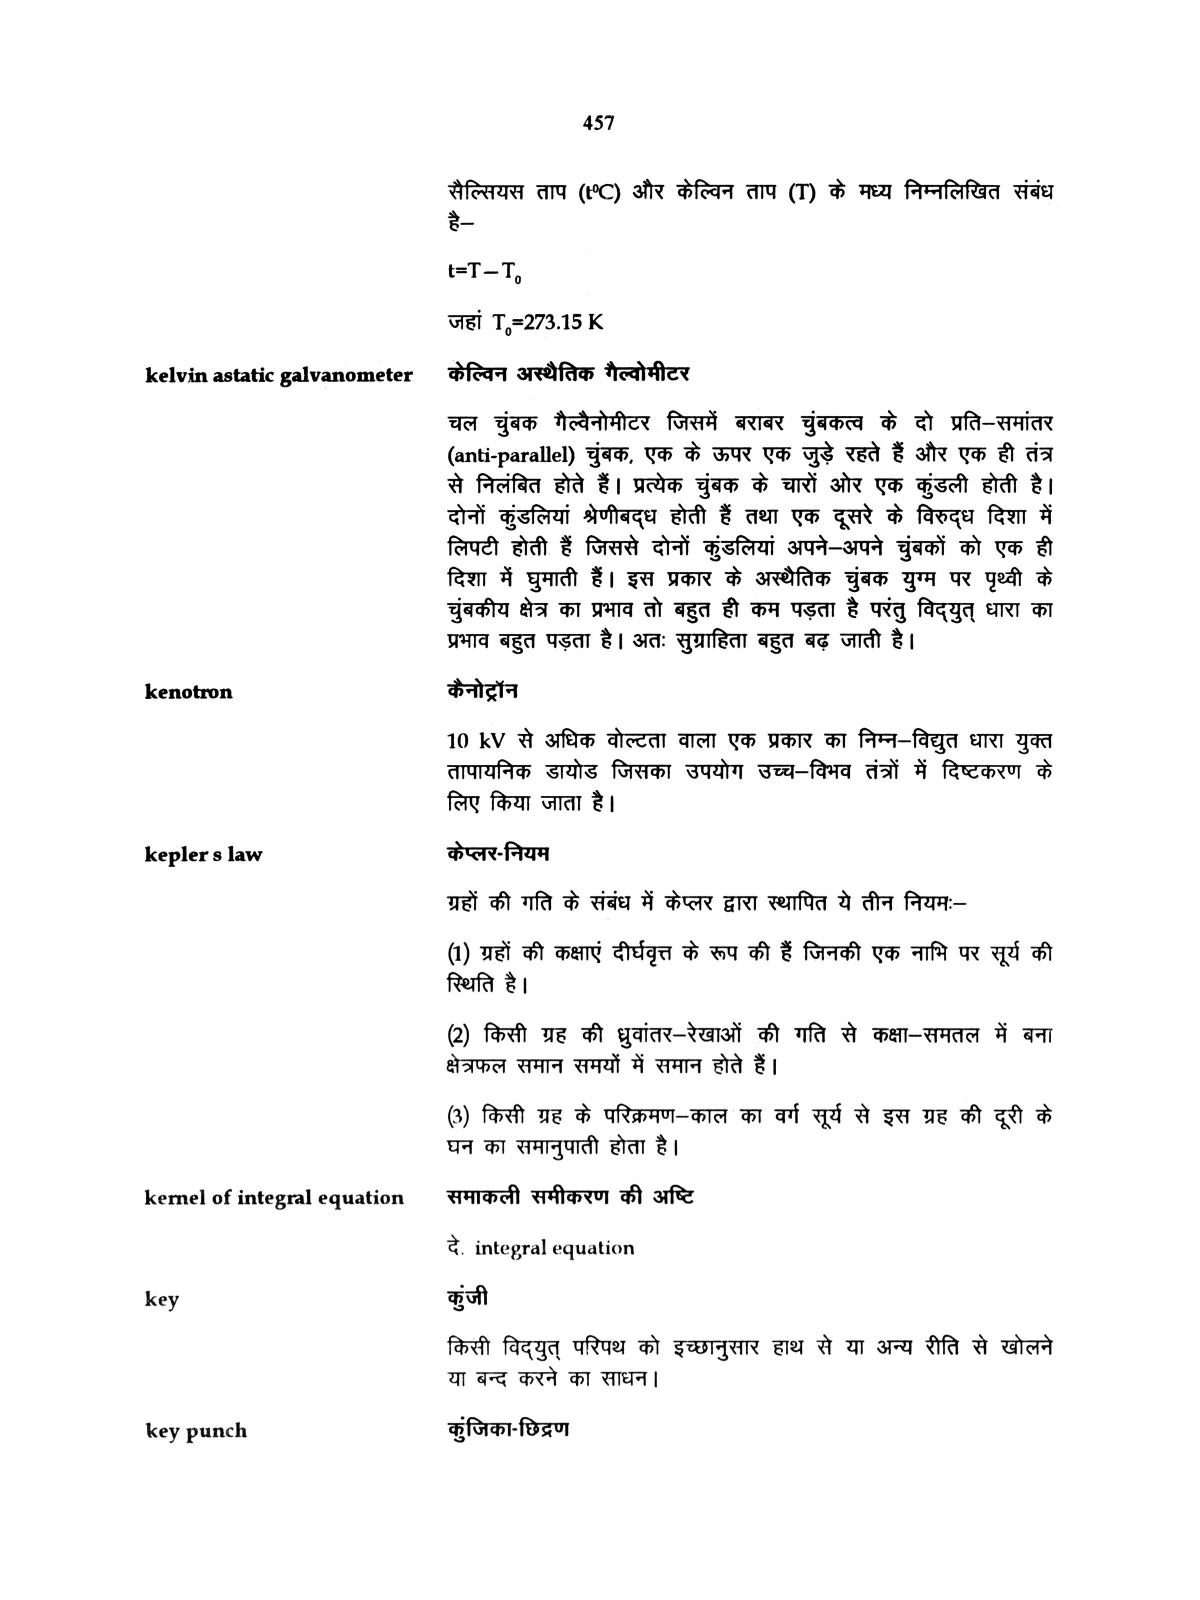 457
सैल्सियस ताप (t⁰C) और केल्विन ताप (T) के मध्य निम्नलिखित संबंध
है–
t=T–T₀
जहां T₀=273.15 K
kelvin astatic galvanometer केल्विन अस्थैतिक गैल्वोमीटर
चल चुंबक गैल्वैनोमीटर जिसमें बराबर चुंबकत्व के दो प्रति–समांतर
(anti-parallel) चुंबक, एक के ऊपर एक जुड़े रहते हैं और एक ही तंत्र
से निलंबित होते हैं। प्रत्येक चुंबक के चारों ओर एक कुंडली होती है।
दोनों कुंडलियां श्रेणीबद्ध होती हैं तथा एक दूसरे के विरुद्ध दिशा में
लिपटी होती हैं जिससे दोनों कुंडलियां अपने–अपने चुंबकों को एक ही
दिशा में घुमाती हैं। इस प्रकार के अस्थैतिक चुंबक युग्म पर पृथ्वी के
चुंबकीय क्षेत्र का प्रभाव तो बहुत ही कम पड़ता है परंतु विद्‌युत् धारा का
प्रभाव बहुत पड़ता है। अतः सुग्राहिता बहुत बढ़ जाती है।
kenotron कैनोट्रॉन
10 kV से अधिक वोल्टता वाला एक प्रकार का निम्न–विद्युत धारा युक्त
तापायनिक डायोड जिसका उपयोग उच्च–विभव तंत्रों में दिष्टकरण के
लिए किया जाता है।
kepler s law केप्लर-नियम
ग्रहों की गति के संबंध में केप्लर द्वारा स्थापित ये तीन नियमः–
(1) ग्रहों की कक्षाएं दीर्घवृत्त के रूप की हैं जिनकी एक नाभि पर सूर्य की
स्थिति है।
(2) किसी ग्रह की ध्रुवांतर–रेखाओं की गति से कक्षा–समतल में बना
क्षेत्रफल समान समयों में समान होते हैं।
(3) किसी ग्रह के परिक्रमण–काल का वर्ग सूर्य से इस ग्रह की दूरी के
घन का समानुपाती होता है।
kernel of integral equation समाकली समीकरण की अष्टि
दे. integral equation
key कुंजी
किसी विद्‌युत् परिपथ को इच्छानुसार हाथ से या अन्य रीति से खोलने
या बन्द करने का साधन।
key punch कुंजिका-छिद्रण